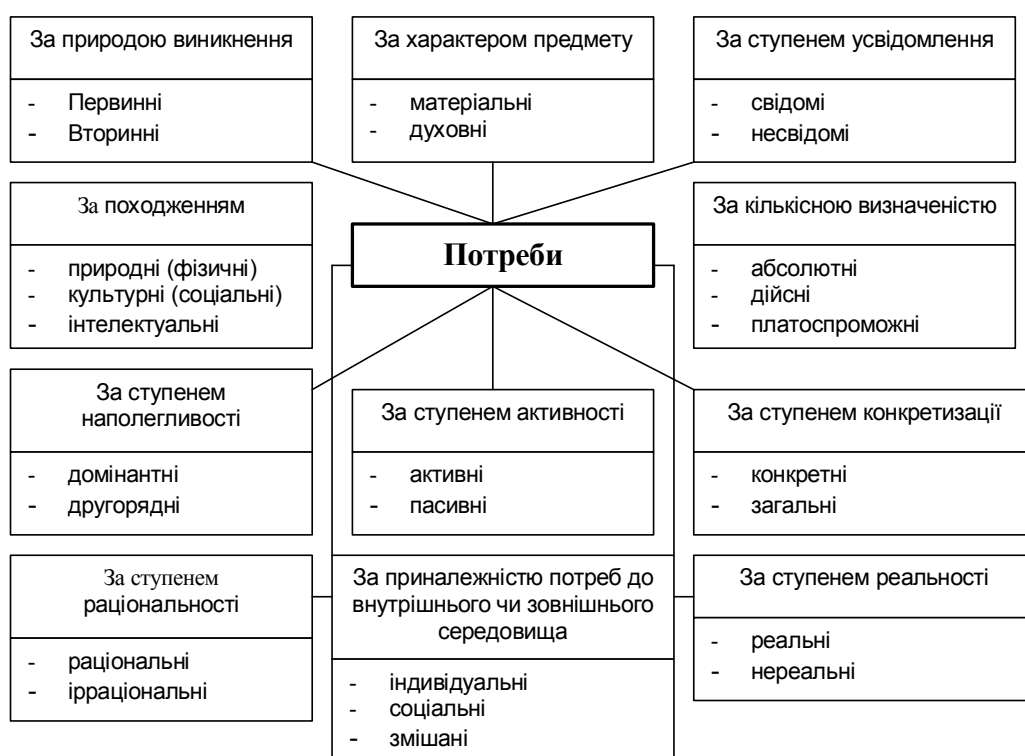 За природою виникнення
- Первинні
- Вторинні
За характером предмету
- матеріальні
- духовні
За ступенем усвідомлення
- свідомі
- несвідомі
За походженням
- природні (фізичні)
- культурні (соціальні)
- інтелектуальні
Потреби
За кількісною визначеністю
- абсолютні
- дійсні
- платоспроможні
За ступенем
наполегливості
- домінантні
- другорядні
За ступенем активності
- активні
- пасивні
За ступенем конкретизації
- конкретні
- загальні
За ступенем
раціональності
- раціональні
- ірраціональні
За приналежністю потреб до
внутрішнього чи зовнішнього
середовища
- індивідуальні
- соціальні
- змішані
За ступенем реальності
- реальні
- нереальні